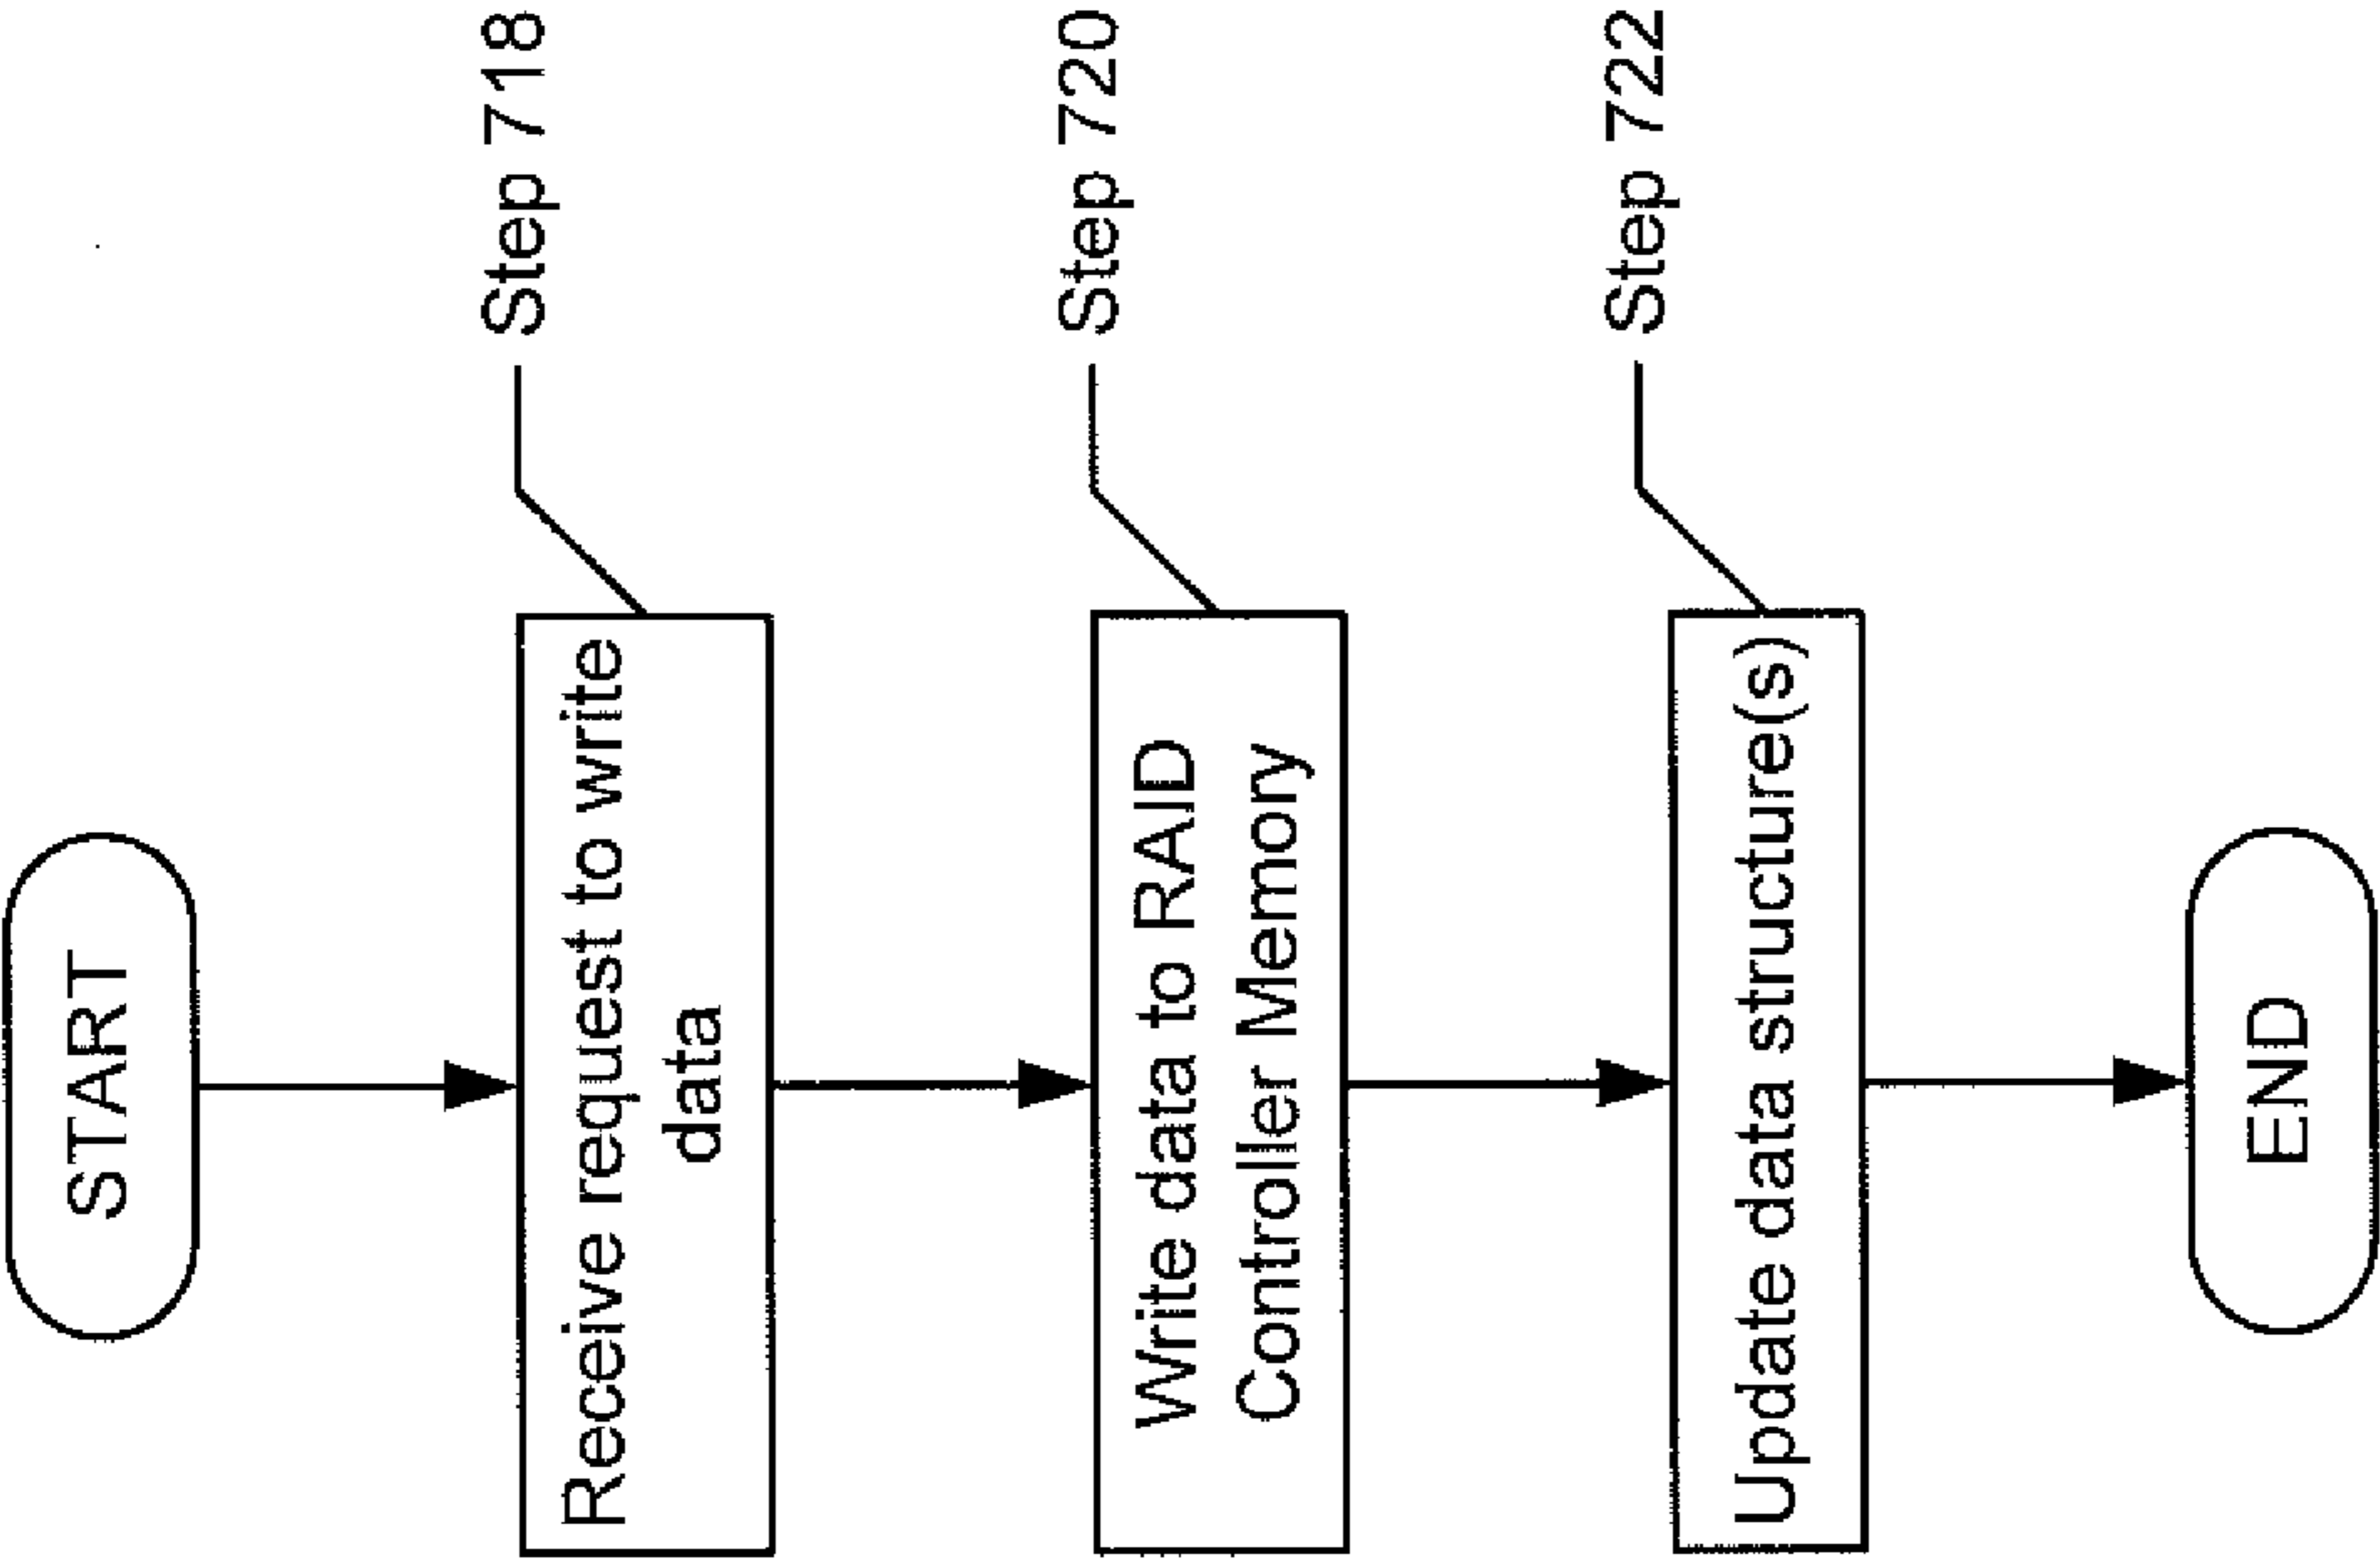 START
Step 718
Receive request to write
data
Step 720
Write data to RAID
Controller Memory
Step 722
Update data structure(s)
END